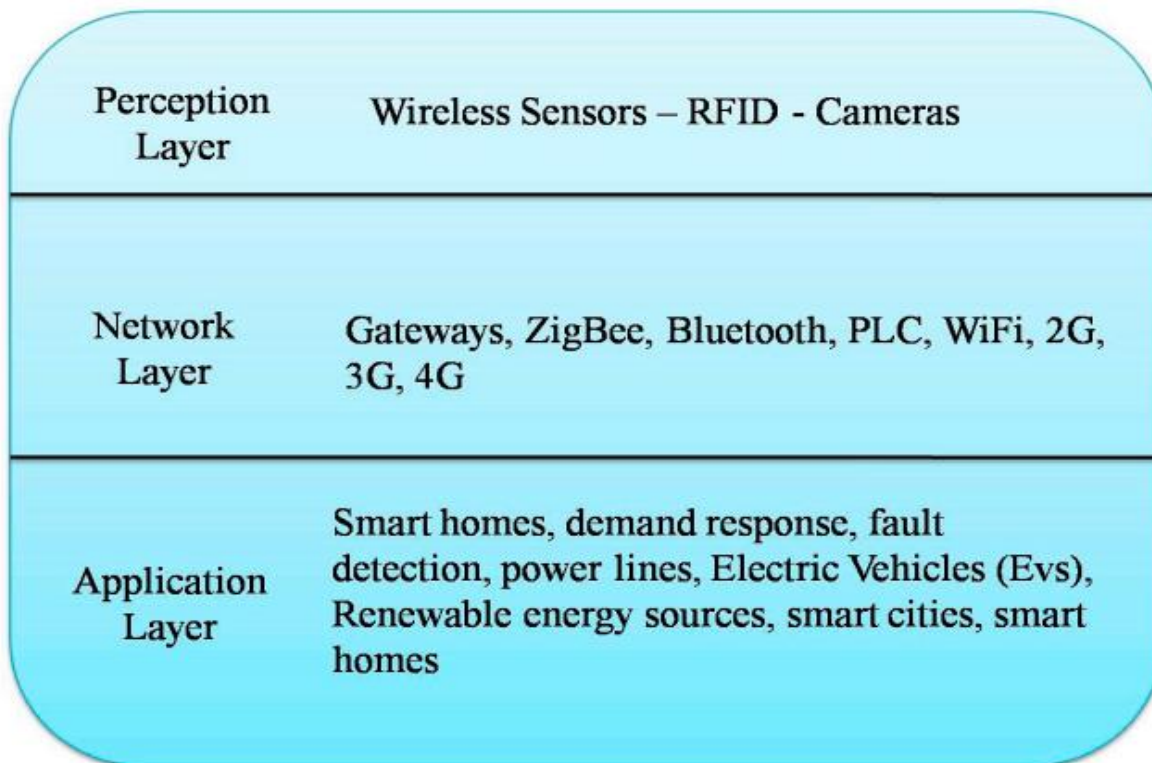 Perception
Layer
Wireless Sensors – RFID - Cameras
Network
Layer
Gateways, ZigBee, Bluetooth, PLC, WiFi, 2G,
3G, 4G
Application
Layer
Smart homes, demand response, fault
detection, power lines, Electric Vehicles (Evs),
Renewable energy sources, smart cities, smart
homes